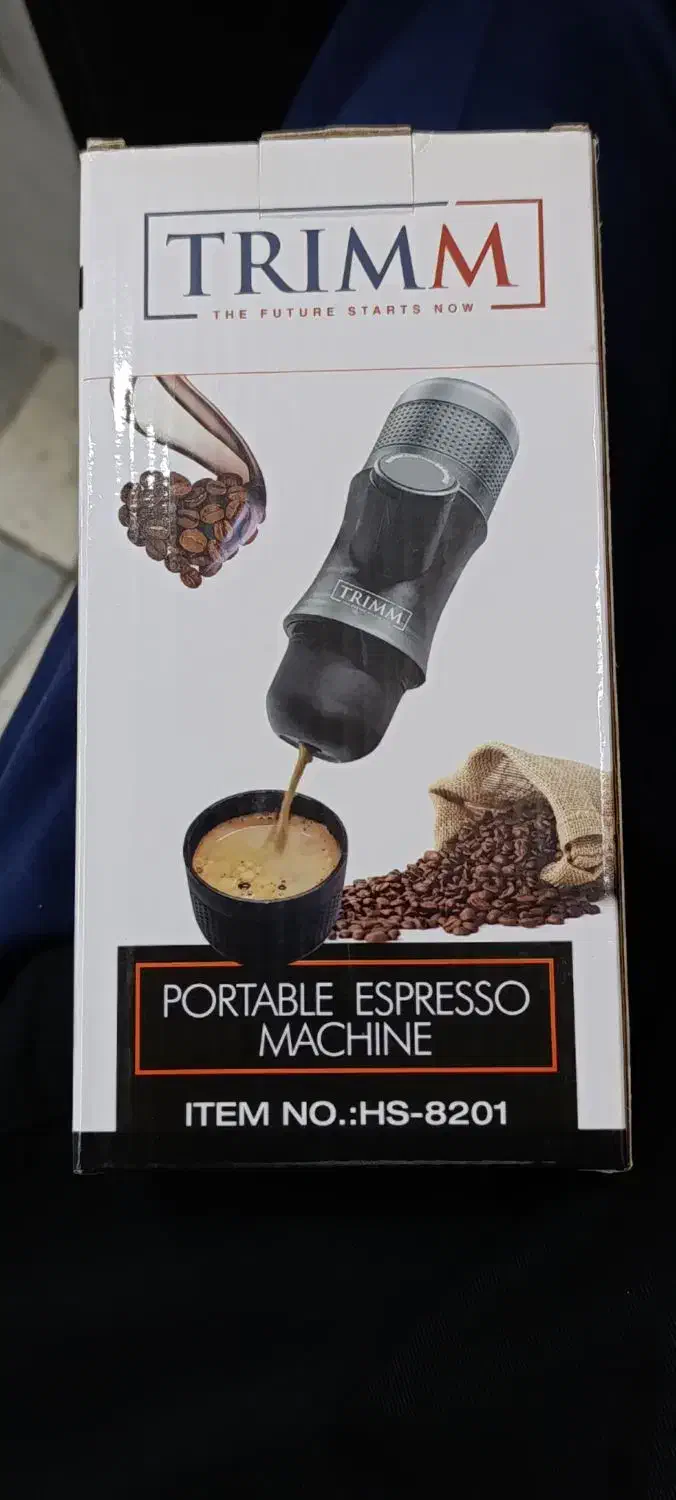 TRIMM
THE FUTURE STARTS NOW
TRIMM
PORTABLE ESPRESSO
MACHINE
ITEM NO.:HS-8201